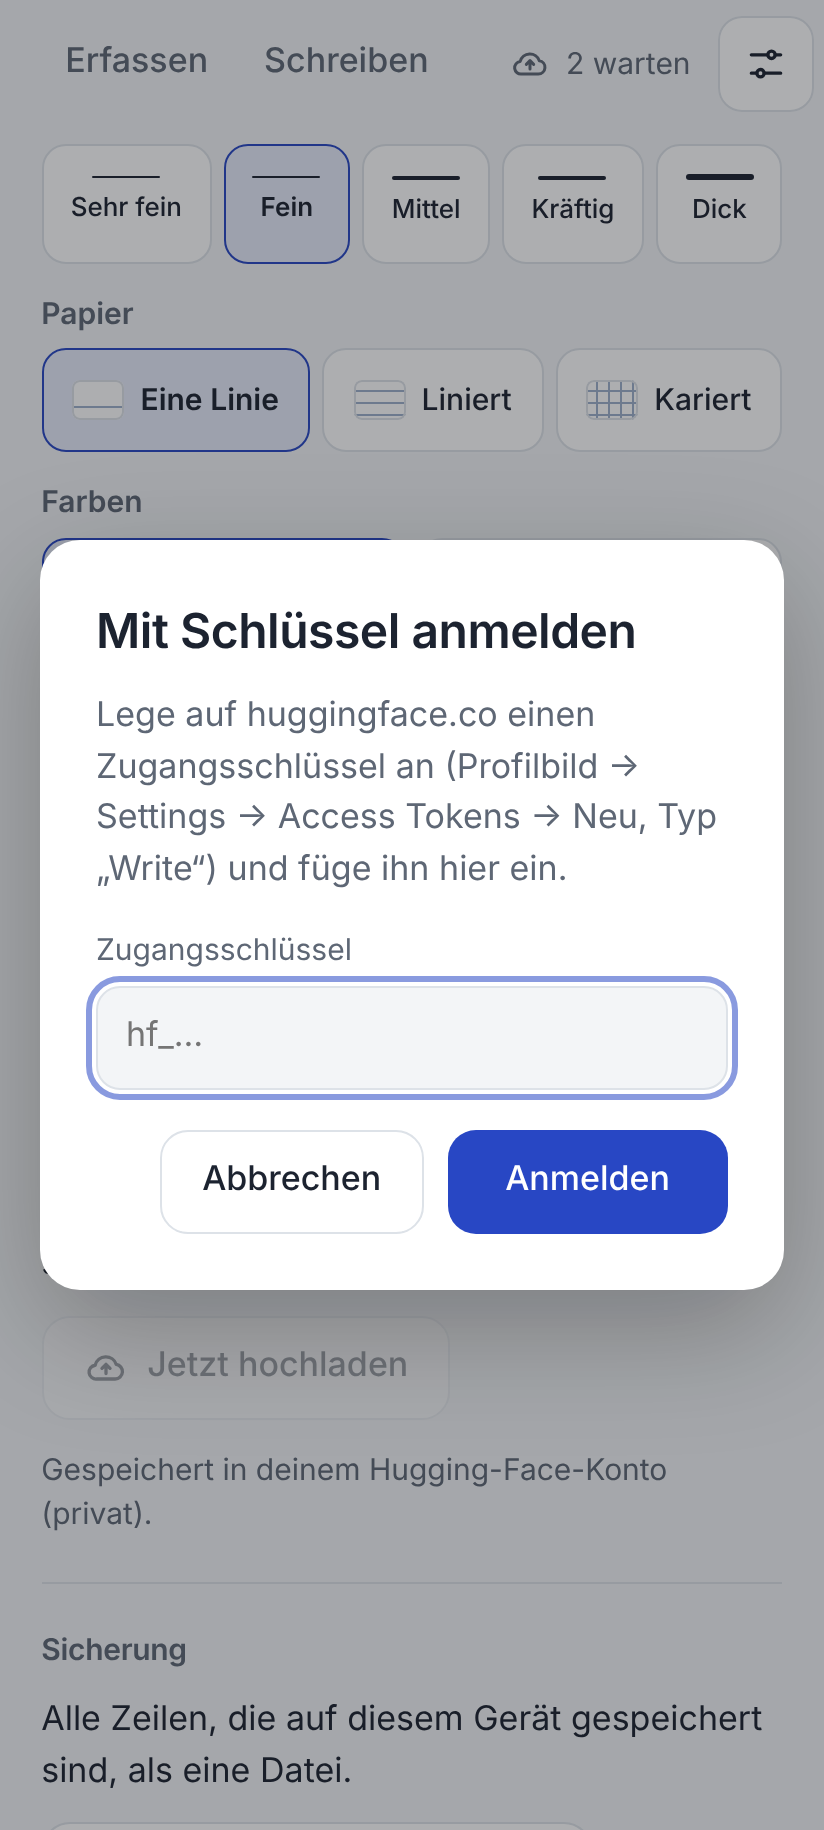 Erfassen Schreiben 2 warten
Sehr fein Fein Mittel Kräftig Dick
Papier
Eine Linie Liniert Kariert
Farben
Mit Schlüssel anmelden
Lege auf huggingface.co einen
Zugangsschlüssel an (Profilbild →
Settings → Access Tokens → Neu, Typ
„Write“) und füge ihn hier ein.
Zugangsschlüssel
hf_...
Abbrechen Anmelden
Jetzt hochladen
Gespeichert in deinem Hugging-Face-Konto
(privat).
Sicherung
Alle Zeilen, die auf diesem Gerät gespeichert
sind, als eine Datei.